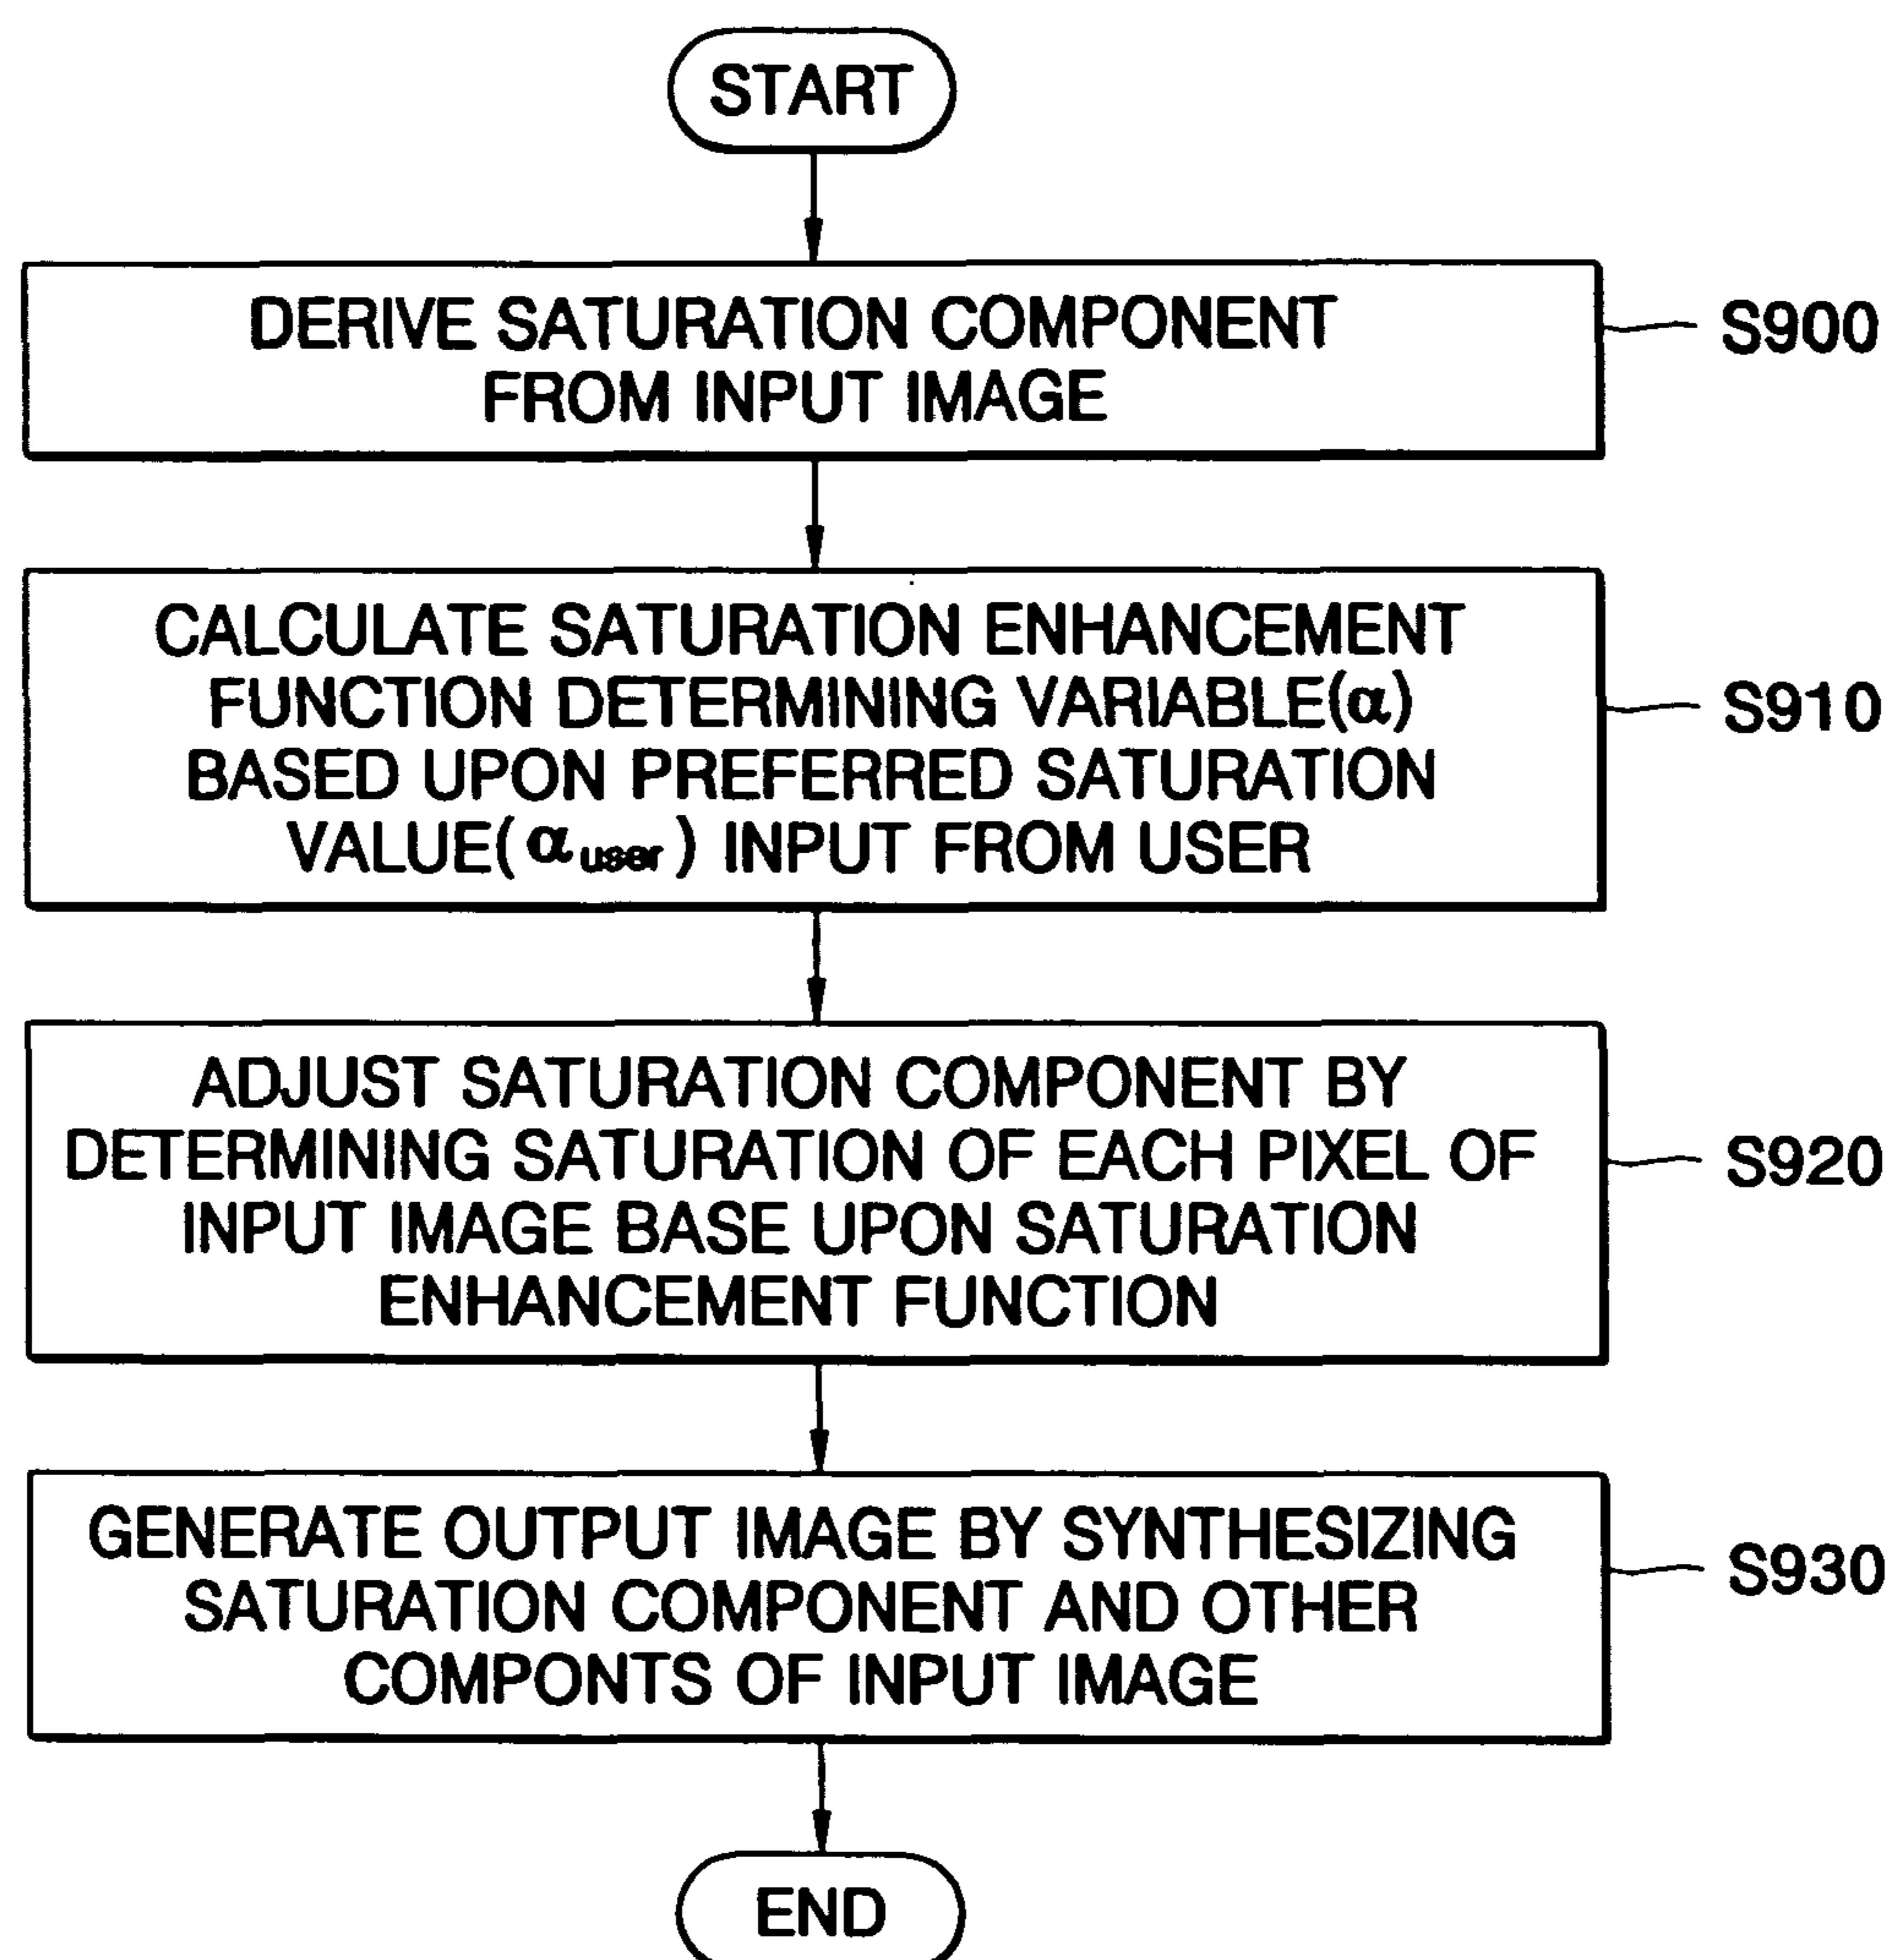 START
DERIVE SATURATION COMPONENT
FROM INPUT IMAGE
S900
CALCULATE SATURATION ENHANCEMENT
FUNCTION DETERMINING VARIABLE(α)
BASED UPON PREFERRED SATURATION
VALUE(α user) INPUT FROM USER
S910
ADJUST SATURATION COMPONENT BY
DETERMINING SATURATION OF EACH PIXEL OF
INPUT IMAGE BASE UPON SATURATION
ENHANCEMENT FUNCTION
S920
GENERATE OUTPUT IMAGE BY SYNTHESIZING
SATURATION COMPONENT AND OTHER
COMPONTS OF INPUT IMAGE
S930
END